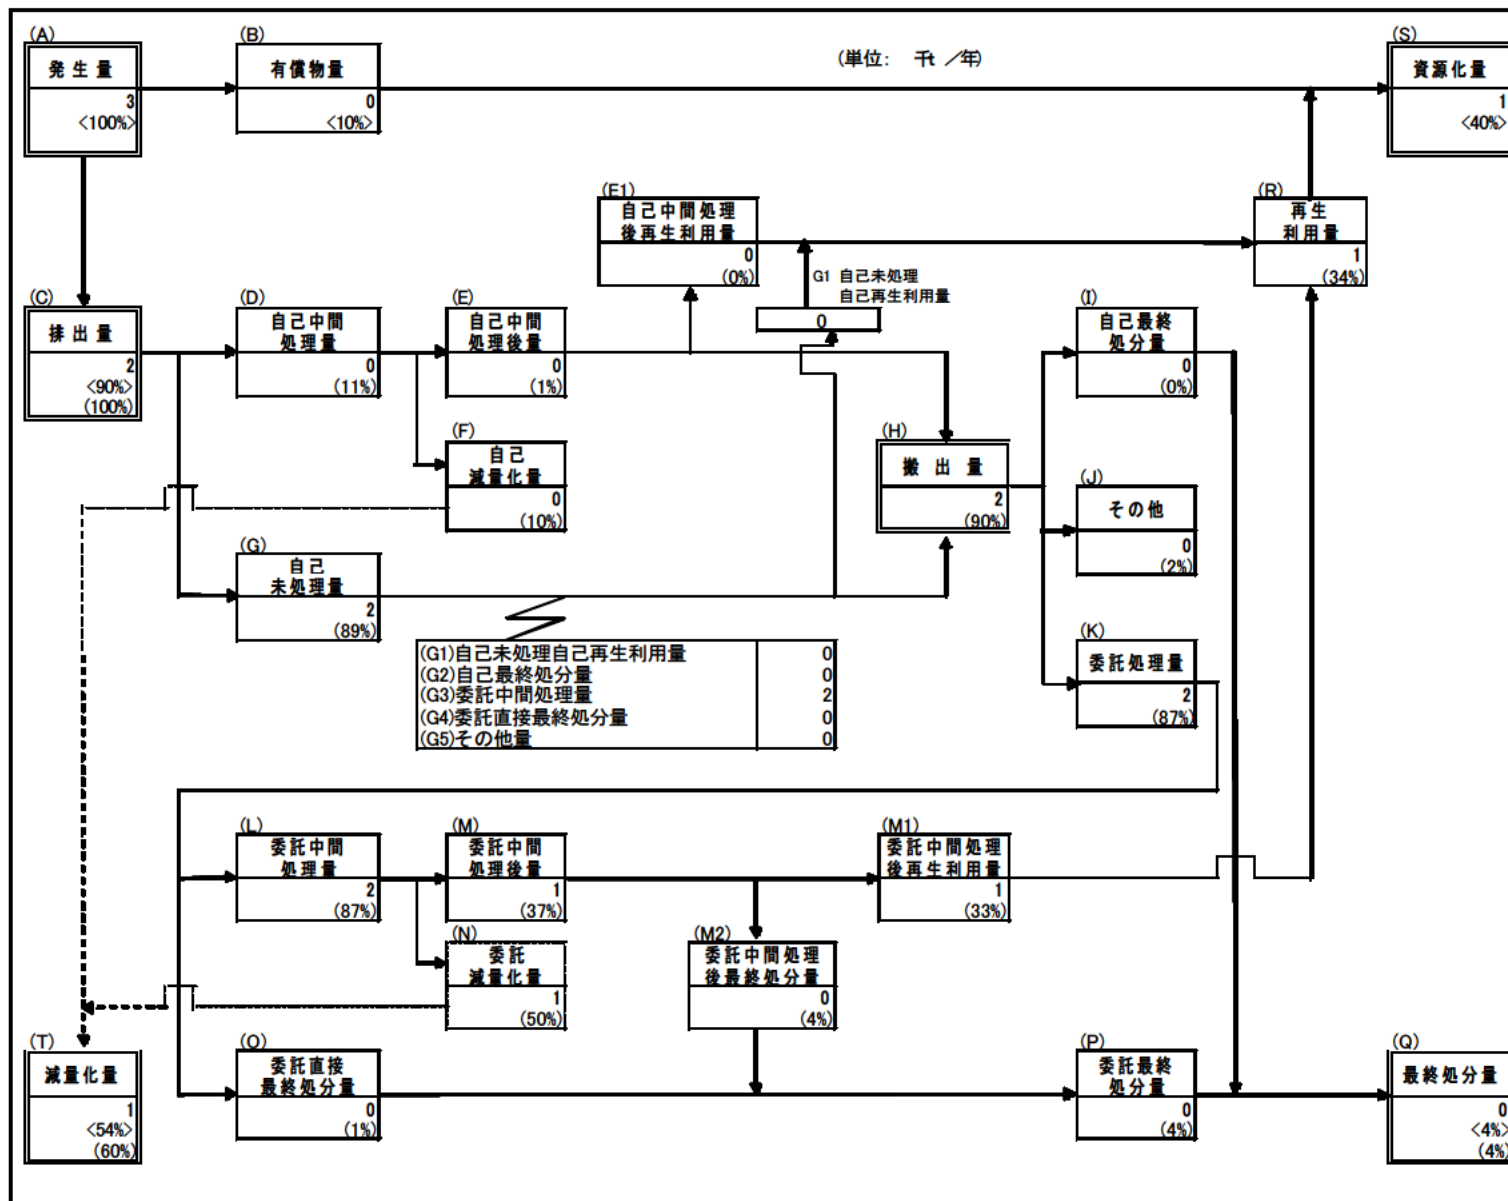 (A)
発生量
3
<100%>
(B)
有償物量
0
<10%>
(単位： 千t ／年)
(S)
資源化量
1
<40%>
(E1)
自己中間処理
後再生利用量
0
(0%)
(R)
再生
利用量
1
(34%)
G1 自己未処理
自己再生利用量
0
(C)
排出量
2
<90%>
(100%)
(D)
自己中間
処理量
0
(11%)
(E)
自己中間
処理後量
0
(1%)
(I)
自己最終
処分量
0
(0%)
(F)
自己
減量化量
0
(10%)
(H)
搬出量
2
(90%)
(J)
その他
0
(2%)
(G)
自己
未処理量
2
(89%)
(G1)自己未処理自己再生利用量 0
(G2)自己最終処分量 0
(G3)委託中間処理量 2
(G4)委託直接最終処分量 0
(G5)その他量 0
(K)
委託処理量
2
(87%)
(L)
委託中間
処理量
2
(87%)
(M)
委託中間
処理後量
1
(37%)
(M1)
委託中間処理
後再生利用量
1
(33%)
(N)
委託
減量化量
1
(50%)
(M2)
委託中間処理
後最終処分量
0
(4%)
(T)
減量化量
1
<54%>
(60%)
(O)
委託直接
最終処分量
0
(1%)
(P)
委託最終
処分量
0
(4%)
(Q)
最終処分量
0
<4%>
(4%)